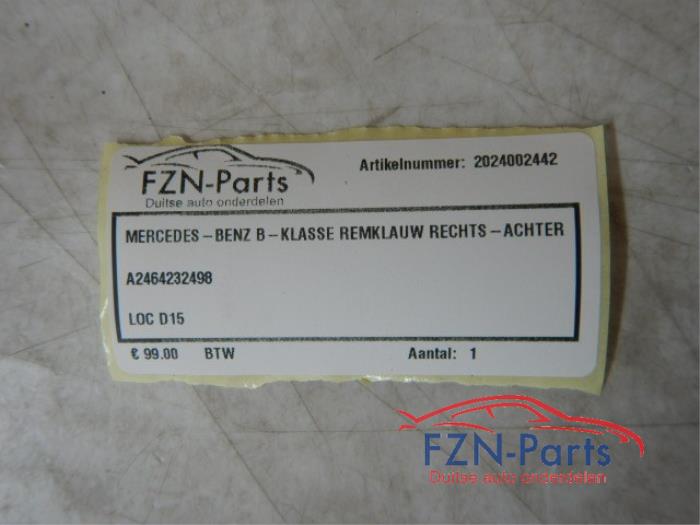 FZN-Parts
Duitse auto onderdelen
Artikelnummer: 2024002442
MERCEDES-BENZ B-KLASSE REMKLAUW RECHTS-ACHTER
A2464232498
LOC D15
€ 99.00 BTW Aantal: 1
FZN-Parts
Duitse auto onderdelen